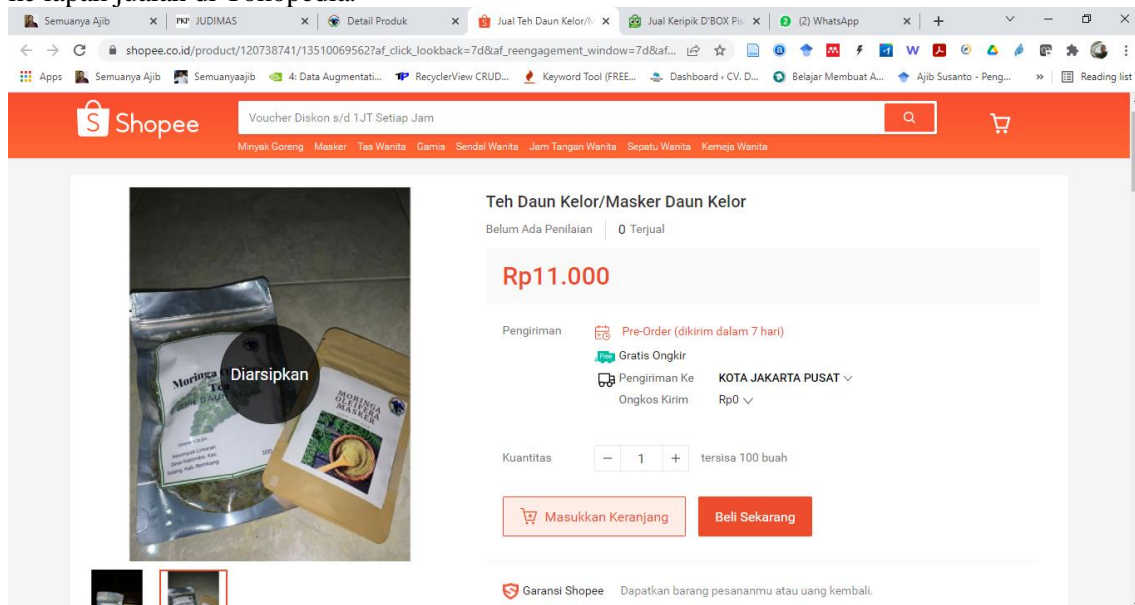 Semuanya Ajib
JUDIMAS
Detail Produk
Jual Teh Daun Kelor/
Jual Keripik D'BOX Pis
(2) WhatsApp
shopee.co.id/product/120738741/13510069562?af_click_lookback=7d&af_reengagement_window=7d&af...
Apps
Semuanya Ajib
Semuanyaajib
4: Data Augmentati...
RecyclerView CRUD...
Keyword Tool (FREE...
Dashboard ‹ CV. D...
Belajar Membuat A...
Ajib Susanto - Peng...
»
Reading list
Shopee
Voucher Diskon s/d 1JT Setiap Jam
Minyak Goreng Masker Tas Wanita Gamis Sendal Wanita Jam Tangan Wanita Sepatu Wanita Kemeja Wanita
Teh Daun Kelor/Masker Daun Kelor
Belum Ada Penilaian 0 Terjual
Rp11.000
Pengiriman Pre-Order (dikirim dalam 7 hari)
Gratis Ongkir
Pengiriman Ke KOTA JAKARTA PUSAT
Ongkos Kirim Rp0
Kuantitas − 1 + tersisa 100 buah
Masukkan Keranjang Beli Sekarang
Garansi Shopee Dapatkan barang pesananmu atau uang kembali.
Diarsipkan
Moringa
Tea
MORINGA
OLEIFERA
MASKER